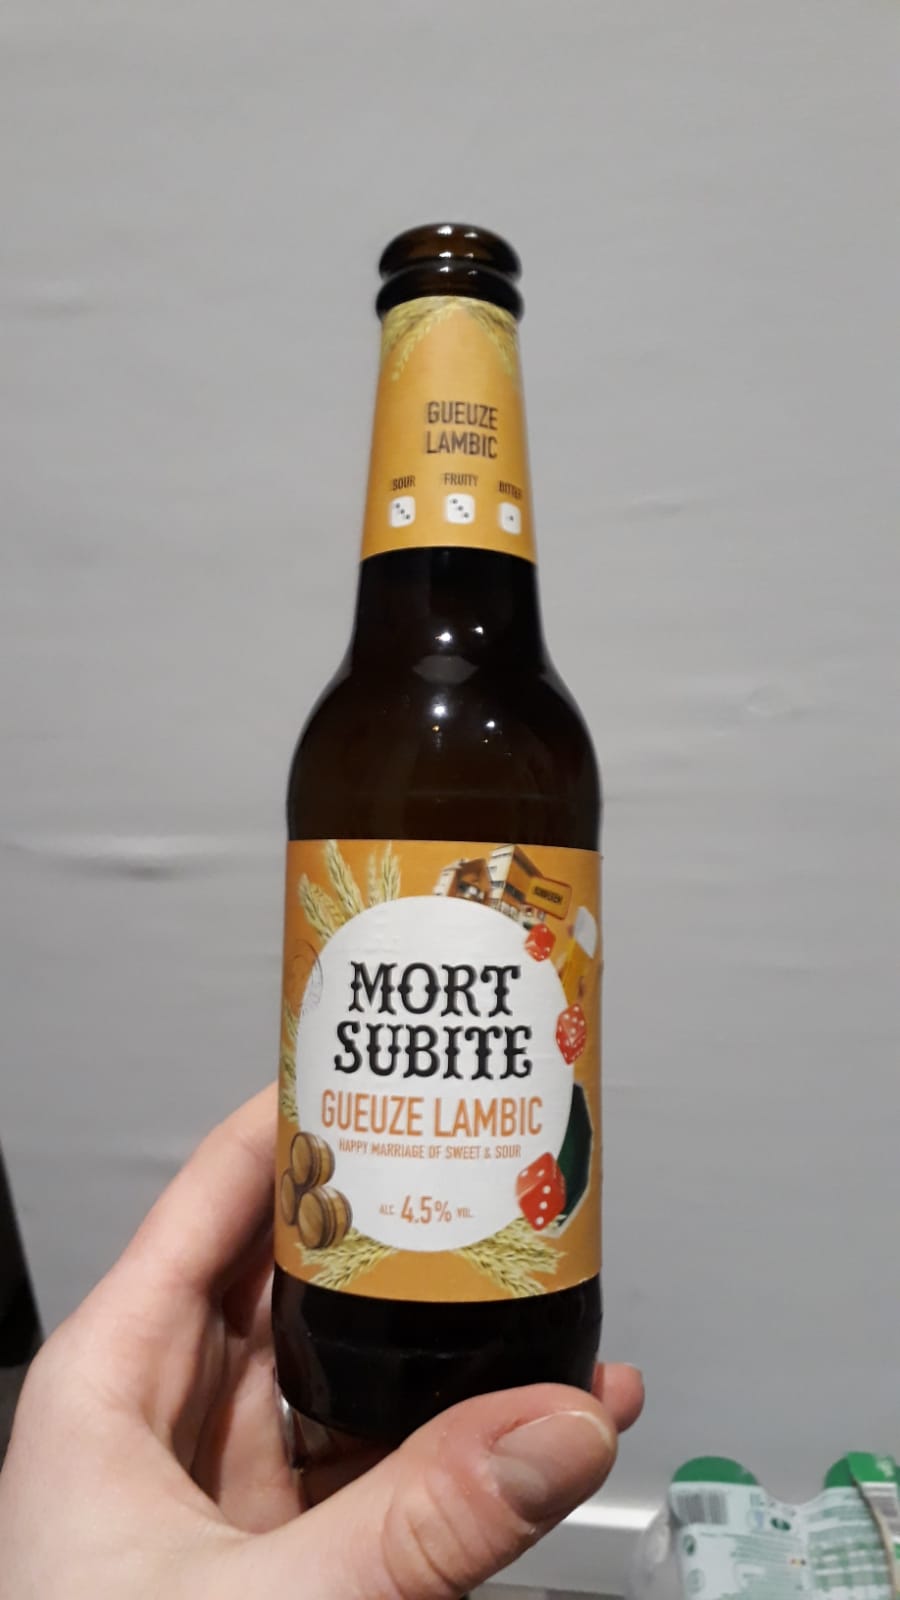 GUEUZE
LAMBIC
SOUR FRUITY BITTER
MORT
SUBITE
GUEUZE LAMBIC
HAPPY MARRIAGE OF SWEET & SOUR
ALC. 4.5% VOL.